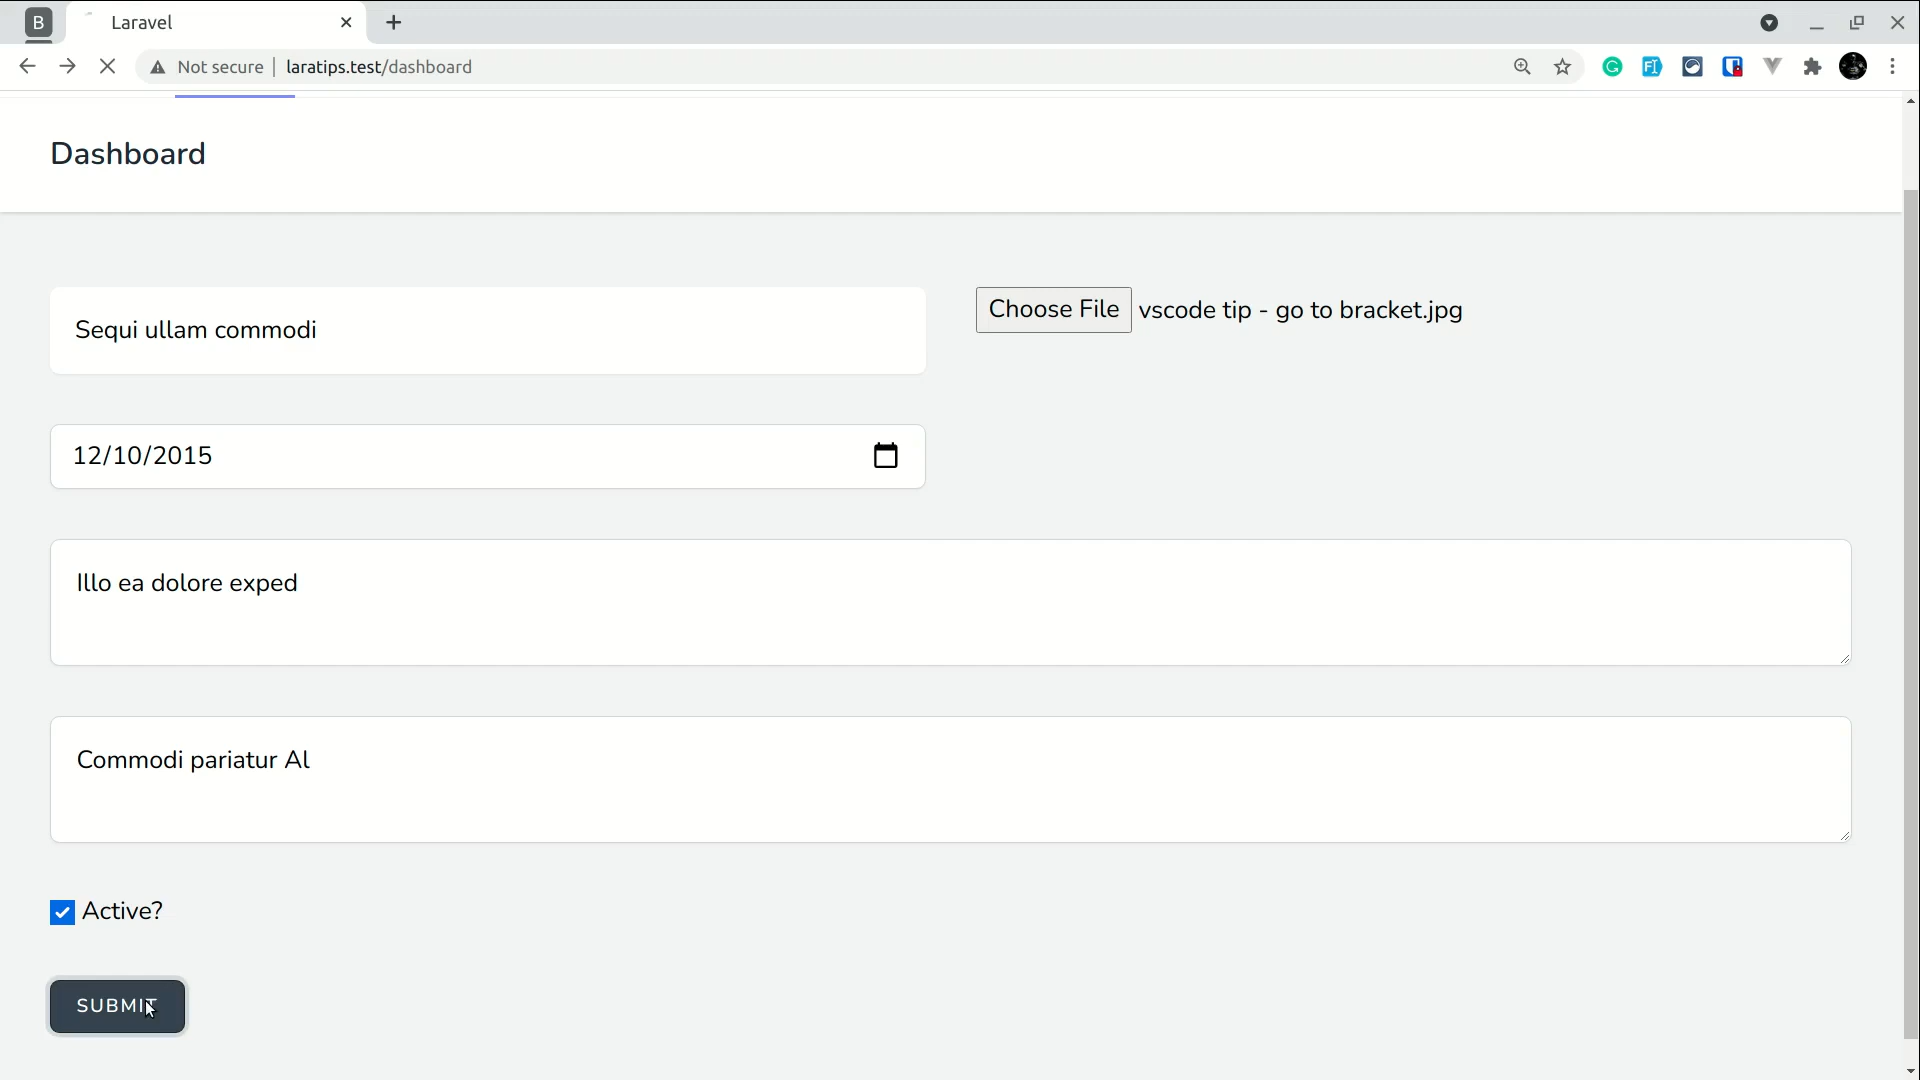 B
Laravel
Not secure
laratips.test/dashboard
Dashboard
Sequi ullam commodi
Choose File vscode tip - go to bracket.jpg
12/10/2015
Illo ea dolore exped
Commodi pariatur Al
Active?
SUBMIT